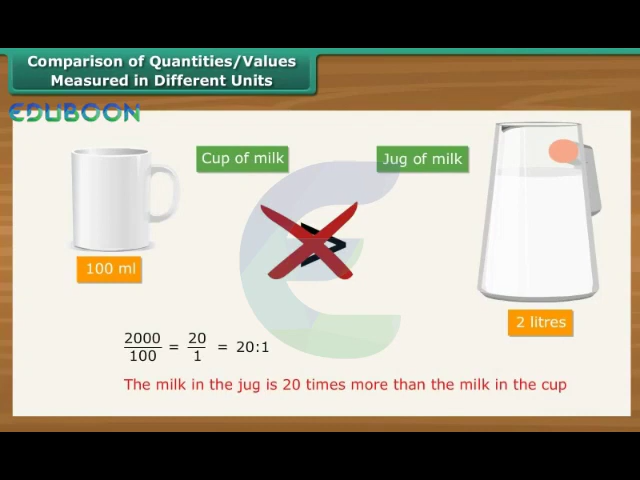 Comparison of Quantities/Values
Measured in Different Units
EDUBOON
Cup of milk
Jug of milk
>
100 ml
2 litres
2000/100 = 20/1 = 20:1
The milk in the jug is 20 times more than the milk in the cup